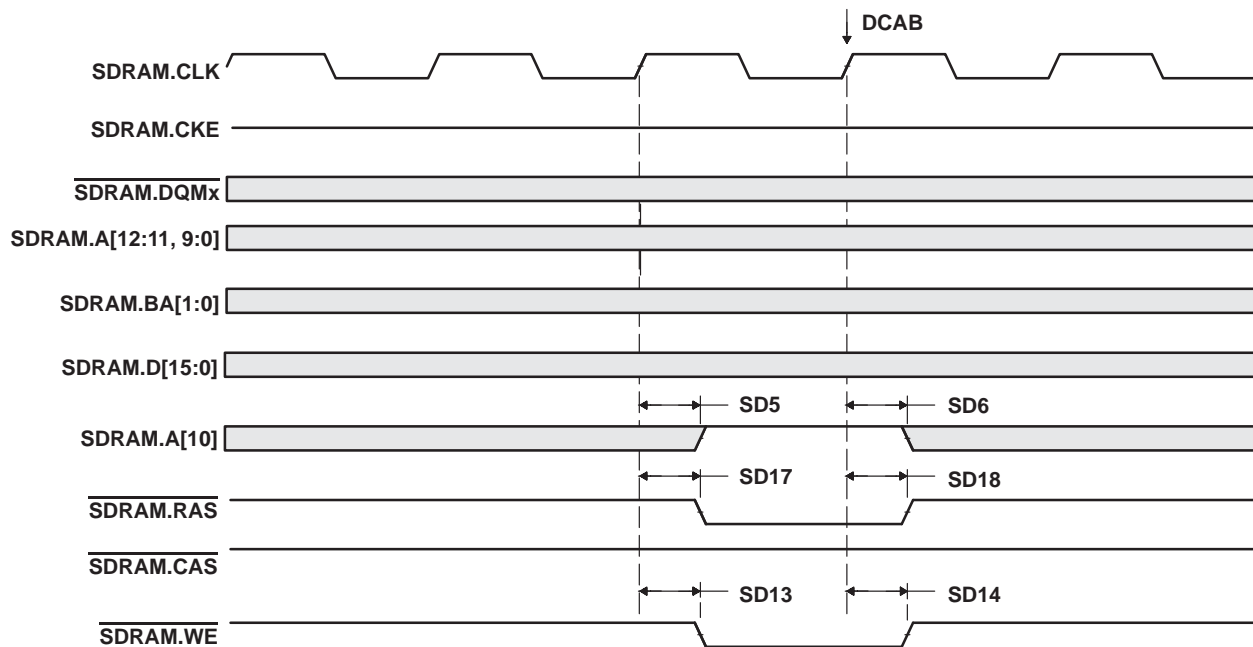 DCAB
SDRAM.CLK
SDRAM.CKE
SDRAM.DQMx
SDRAM.A[12:11, 9:0]
SDRAM.BA[1:0]
SDRAM.D[15:0]
SD5
SD6
SDRAM.A[10]
SD17
SD18
SDRAM.RAS
SDRAM.CAS
SD13
SD14
SDRAM.WE